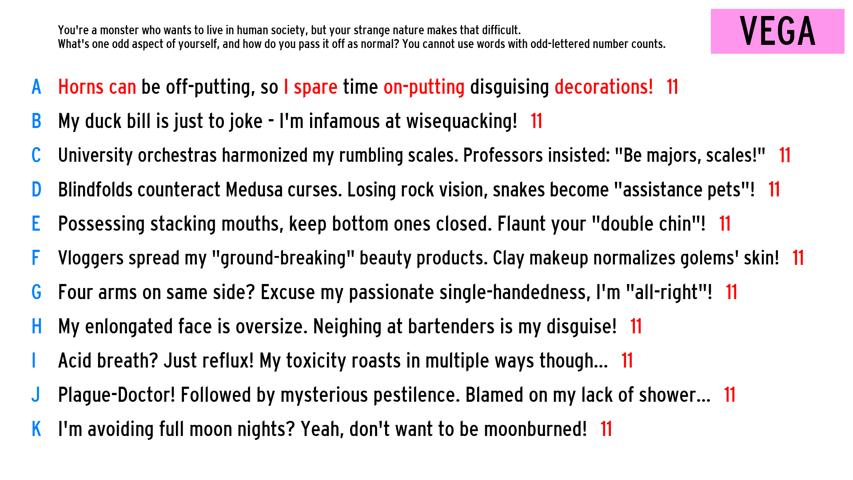 You're a monster who wants to live in human society, but your strange nature makes that difficult.
What's one odd aspect of yourself, and how do you pass it off as normal? You cannot use words with odd-lettered number counts.
VEGA
A Horns can be off-putting, so I spare time on-putting disguising decorations! 11
B My duck bill is just to joke - I'm infamous at wisequacking! 11
C University orchestras harmonized my rumbling scales. Professors insisted: "Be majors, scales!" 11
D Blindfolds counteract Medusa curses. Losing rock vision, snakes become "assistance pets"! 11
E Possessing stacking mouths, keep bottom ones closed. Flaunt your "double chin"! 11
F Vloggers spread my "ground-breaking" beauty products. Clay makeup normalizes golems' skin! 11
G Four arms on same side? Excuse my passionate single-handedness, I'm "all-right"! 11
H My enlongated face is oversize. Neighing at bartenders is my disguise! 11
I Acid breath? Just reflux! My toxicity roasts in multiple ways though... 11
J Plague-Doctor! Followed by mysterious pestilence. Blamed on my lack of shower... 11
K I'm avoiding full moon nights? Yeah, don't want to be moonburned! 11